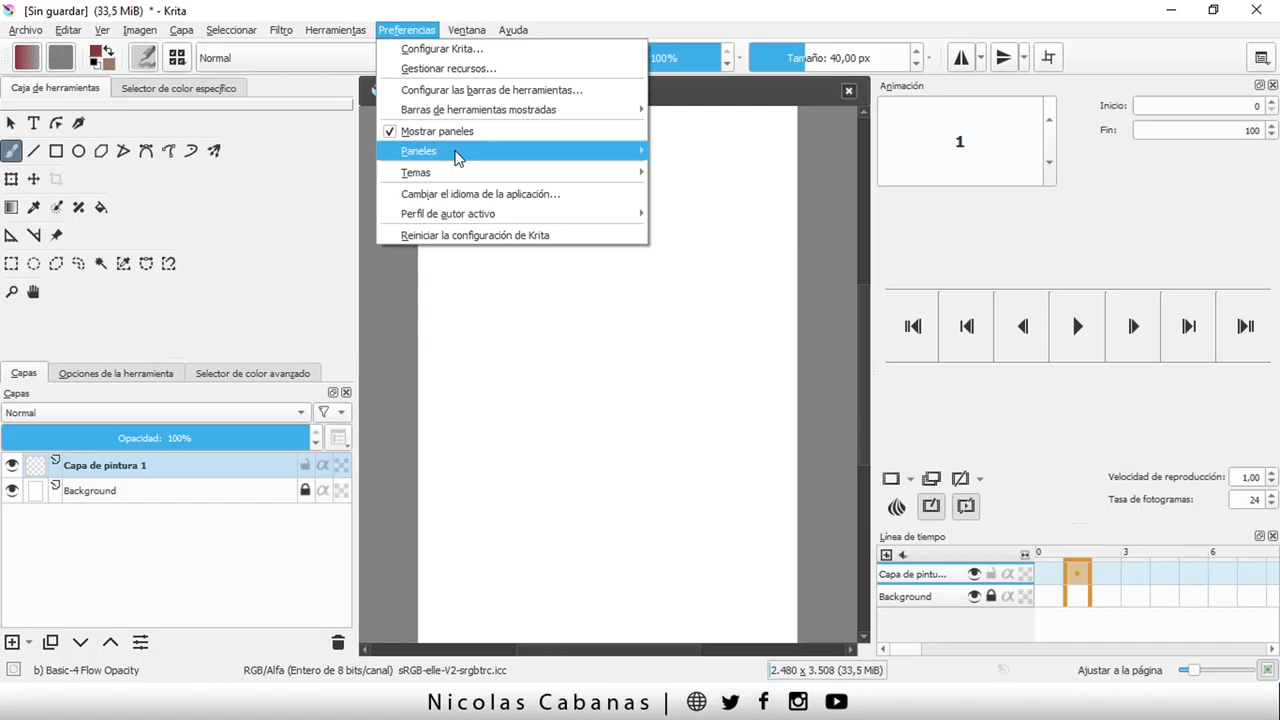 [Sin guardar] (33,5 MiB) * - Krita
Archivo Editar Ver Imagen Capa Seleccionar Filtro Herramientas Preferencias Ventana Ayuda
Normal
100%
Tamaño: 40,00 px
Configurar Krita...
Gestionar recursos...
Configurar las barras de herramientas...
Barras de herramientas mostradas
Mostrar paneles
Paneles
Temas
Cambiar el idioma de la aplicación...
Perfil de autor activo
Reiniciar la configuración de Krita
Caja de herramientas
Selector de color específico
Capas
Opciones de la herramienta
Selector de color avanzado
Capas
Normal
Opacidad: 100%
Capa de pintura 1
Background
Animación
1
Inicio: 0
Fin: 100
Velocidad de reproducción: 1,00
Tasa de fotogramas: 24
Línea de tiempo
0 3 6
Capa de pintu...
Background
b) Basic-4 Flow Opacity
RGB/Alfa (Entero de 8 bits/canal) sRGB-elle-V2-srgbtrc.icc
2.480 x 3.508 (33,5 MiB)
Ajustar a la página
Nicolas Cabanas |